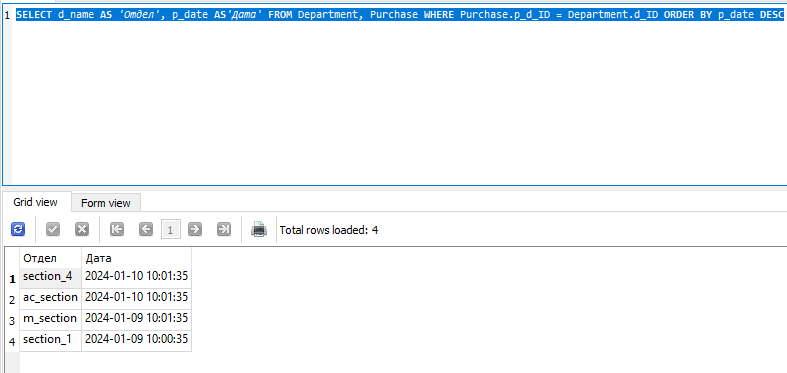 1 SELECT d_name AS 'Отдел', p_date AS'Дата' FROM Department, Purchase WHERE Purchase.p_d_ID = Department.d_ID ORDER BY p_date DESC
Grid view Form view
1 Total rows loaded: 4
Отдел Дата
1 section_4 2024-01-10 10:01:35
2 ac_section 2024-01-10 10:01:35
3 m_section 2024-01-09 10:01:35
4 section_1 2024-01-09 10:00:35